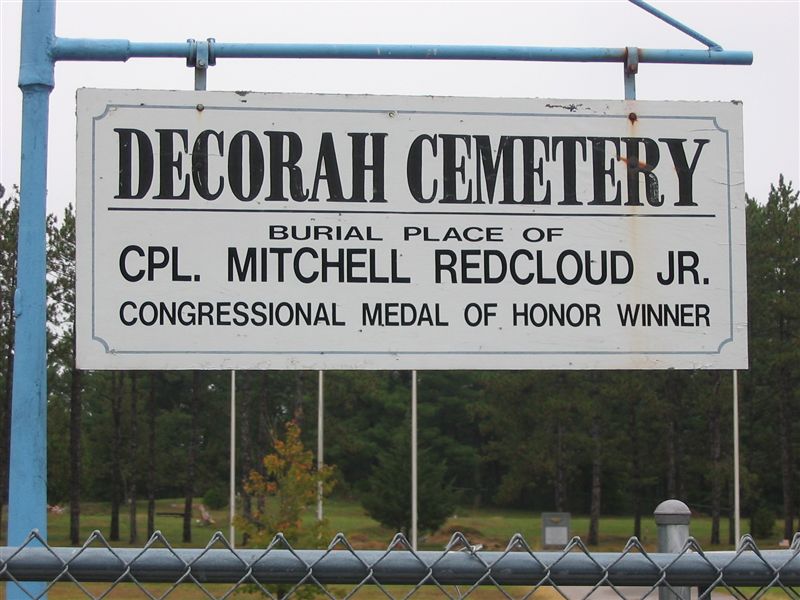 DECORAH CEMETERY
BURIAL PLACE OF
CPL. MITCHELL REDCLOUD JR.
CONGRESSIONAL MEDAL OF HONOR WINNER